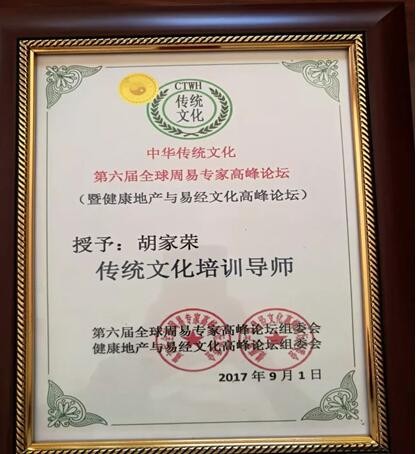 CTWH
传统
文化
中华传统文化
第六届全球周易专家高峰论坛
（暨健康地产与易经文化高峰论坛）
授予：胡家荣
传统文化培训导师
第六届全球周易专家高峰论坛组委会
健康地产与易经文化高峰论坛组委会
2017年9月1日